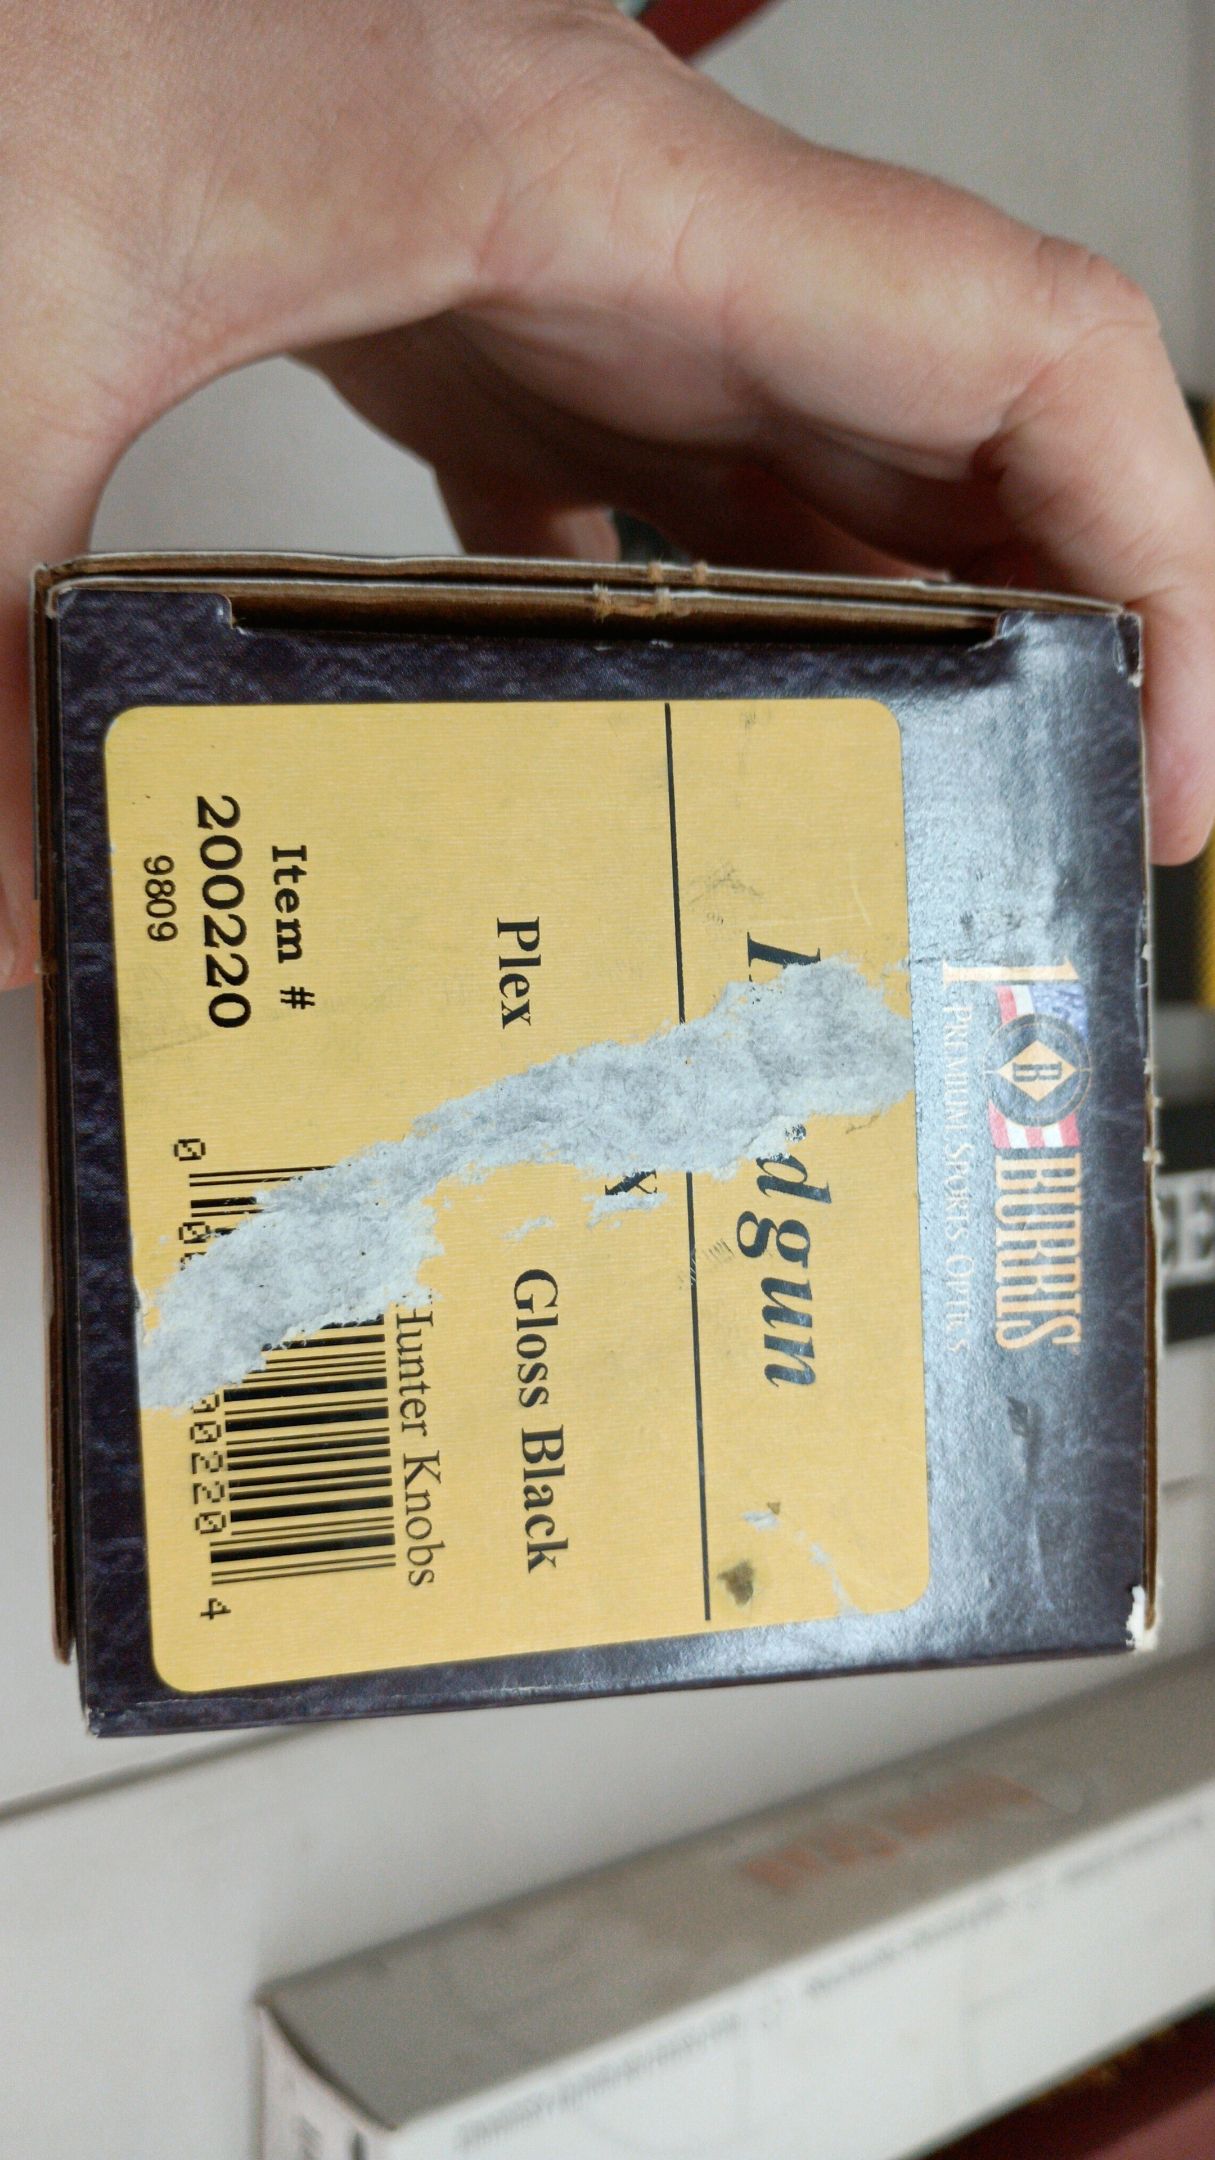 BURRIS
PREMIUM SPORTS OPTICS
dgun
X
Plex Gloss Black
Hunter Knobs
Item #
200220
9809
0 00220 4